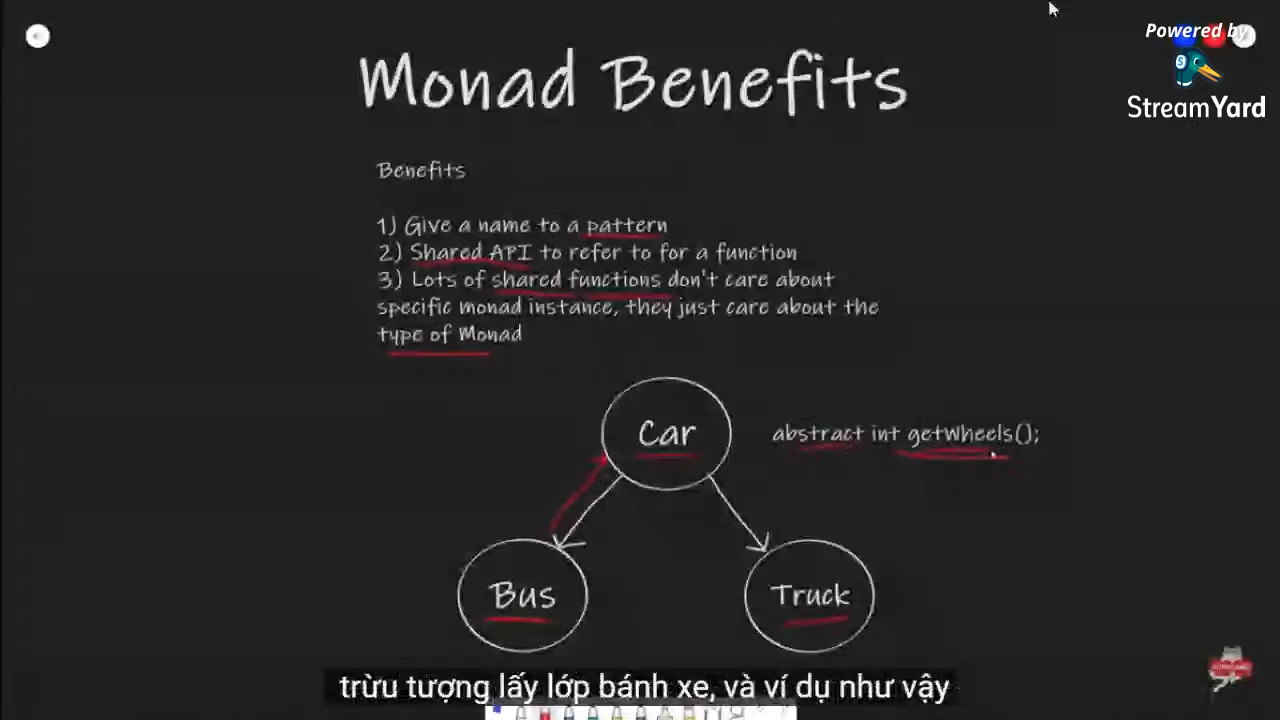 Powered by
StreamYard
Monad Benefits
Benefits
1) Give a name to a pattern
2) Shared API to refer to for a function
3) Lots of shared functions don't care about
specific monad instance, they just care about the
type of Monad
Car
abstract int getWheels();
Bus
Truck
trừu tượng lấy lớp bánh xe, và ví dụ như vậy